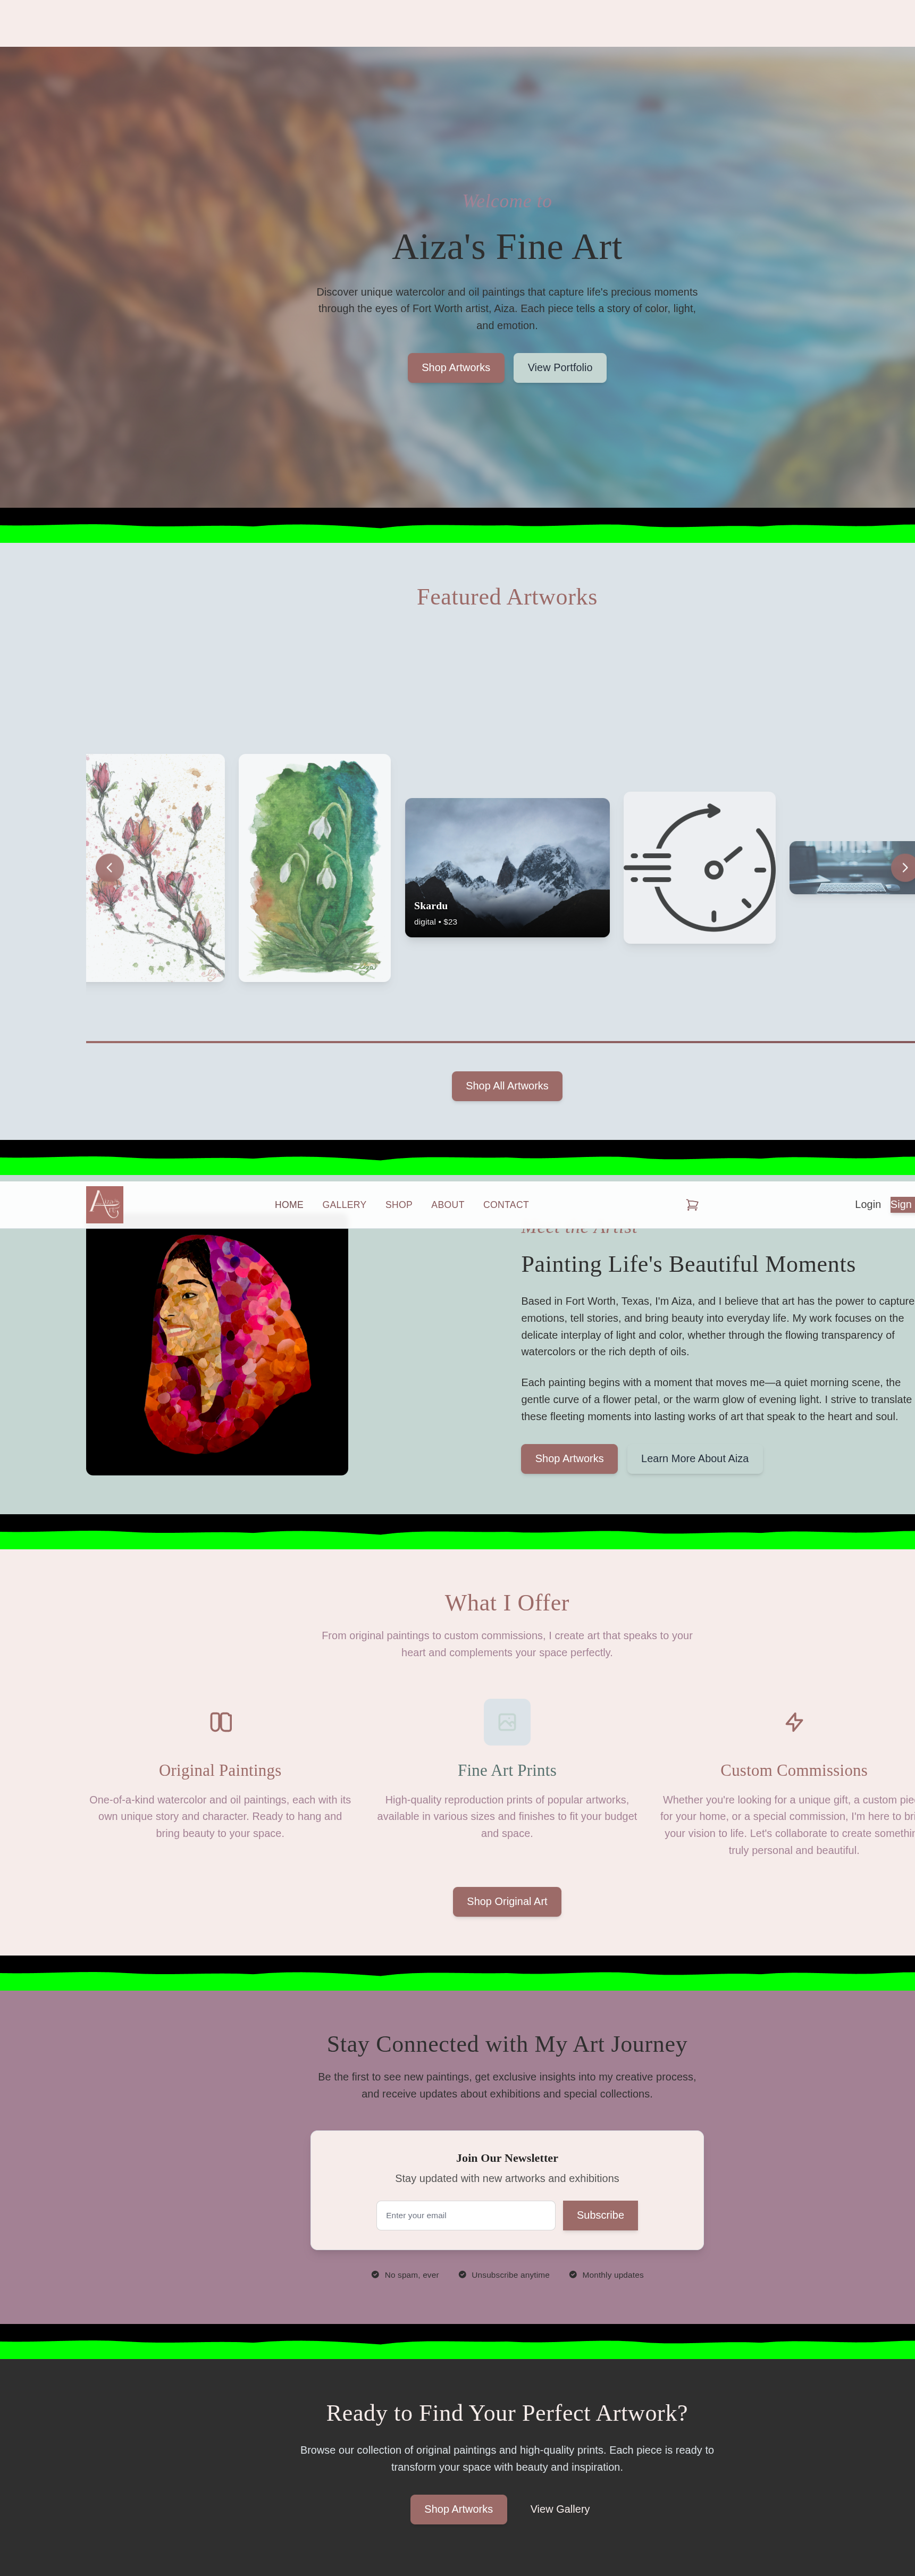 Welcome to
Aiza's Fine Art
Discover unique watercolor and oil paintings that capture life's precious moments
through the eyes of Fort Worth artist, Aiza. Each piece tells a story of color, light,
and emotion.
Shop Artworks
View Portfolio
Featured Artworks
Skardu
digital • $23
Shop All Artworks
HOME
GALLERY
SHOP
ABOUT
CONTACT
Login
Sign
Meet the Artist
Painting Life's Beautiful Moments
Based in Fort Worth, Texas, I'm Aiza, and I believe that art has the power to capture
emotions, tell stories, and bring beauty into everyday life. My work focuses on the
delicate interplay of light and color, whether through the flowing transparency of
watercolors or the rich depth of oils.
Each painting begins with a moment that moves me—a quiet morning scene, the
gentle curve of a flower petal, or the warm glow of evening light. I strive to translate
these fleeting moments into lasting works of art that speak to the heart and soul.
Shop Artworks
Learn More About Aiza
What I Offer
From original paintings to custom commissions, I create art that speaks to your
heart and complements your space perfectly.
Original Paintings
One-of-a-kind watercolor and oil paintings, each with its
own unique story and character. Ready to hang and
bring beauty to your space.
Fine Art Prints
High-quality reproduction prints of popular artworks,
available in various sizes and finishes to fit your budget
and space.
Custom Commissions
Whether you're looking for a unique gift, a custom
for your home, or a special commission, I'm here to
your vision to life. Let's collaborate to create
truly personal and beautiful.
Shop Original Art
Stay Connected with My Art Journey
Be the first to see new paintings, get exclusive insights into my creative process,
and receive updates about exhibitions and special collections.
Join Our Newsletter
Stay updated with new artworks and exhibitions
Enter your email
Subscribe
No spam, ever
Unsubscribe anytime
Monthly updates
Ready to Find Your Perfect Artwork?
Browse our collection of original paintings and high-quality prints. Each piece is ready to
transform your space with beauty and inspiration.
Shop Artworks
View Gallery